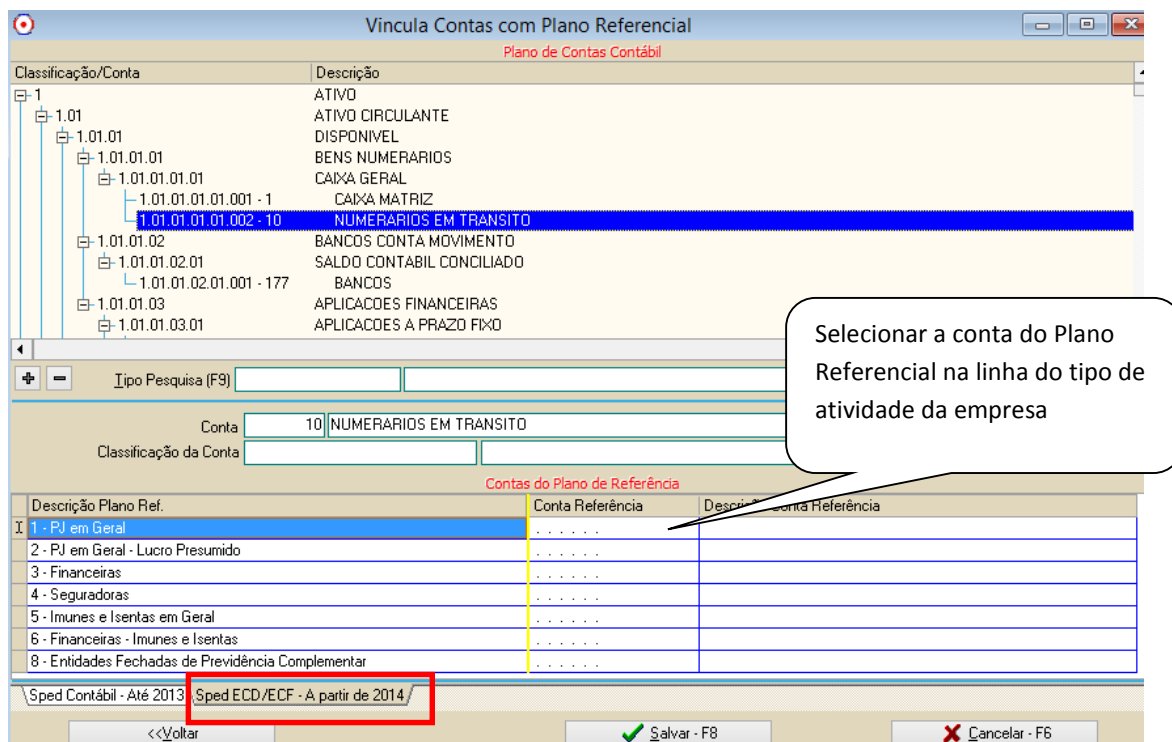 Vincula Contas com Plano Referencial
Plano de Contas Contábil
Classificação/Conta Descrição
1 ATIVO
1.01 ATIVO CIRCULANTE
1.01.01 DISPONIVEL
1.01.01.01 BENS NUMERARIOS
1.01.01.01.01 CAIXA GERAL
1.01.01.01.01.001 - 1 CAIXA MATRIZ
1.01.01.01.01.002 - 10 NUMERARIOS EM TRANSITO
1.01.01.02 BANCOS CONTA MOVIMENTO
1.01.01.02.01 SALDO CONTABIL CONCILIADO
1.01.01.02.01.001 - 177 BANCOS
1.01.01.03 APLICACOES FINANCEIRAS
1.01.01.03.01 APLICACOES A PRAZO FIXO
Selecionar a conta do Plano
Referencial na linha do tipo de
atividade da empresa
Tipo Pesquisa (F9)
Conta 10 NUMERARIOS EM TRANSITO
Classificação da Conta
Contas do Plano de Referência
Descrição Plano Ref. Conta Referência Descrição Conta Referência
1 - PJ em Geral . . . . . .
2 - PJ em Geral - Lucro Presumido . . . . . .
3 - Financeiras . . . . . .
4 - Seguradoras . . . . . .
5 - Imunes e Isentas em Geral . . . . . .
6 - Financeiras - Imunes e Isentas . . . . . .
8 - Entidades Fechadas de Previdência Complementar . . . . . .
Sped Contábil - Até 2013 Sped ECD/ECF - A partir de 2014
<<Voltar Salvar - F8 Cancelar - F6